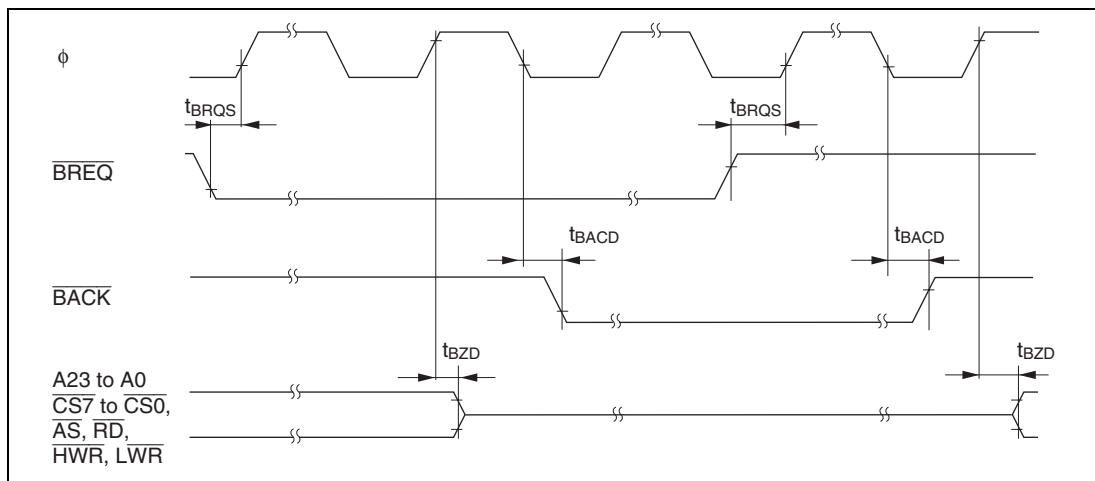 φ
tBRQS
tBRQS
BREQ
tBACD
tBACD
BACK
tBZD
tBZD
A23 to A0
CS7 to CS0,
AS, RD,
HWR, LWR